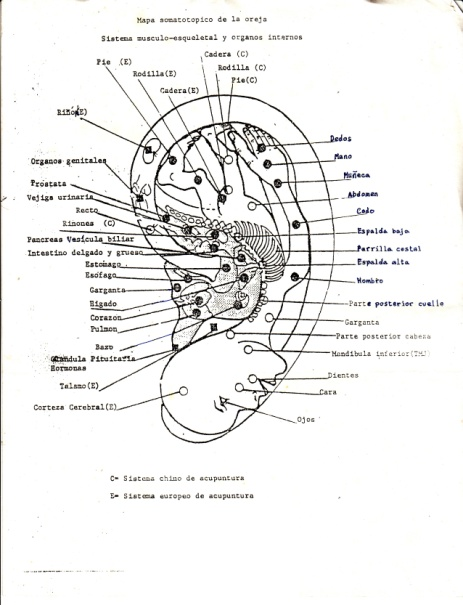 Mapa somatotopico de la oreja
Sistema musculo-esqueletal y organos internos
Cadera (C)
Pie (E)
Rodilla (C)
Rodilla(E)
Pie(C)
Cadera(E)
Riñón(E)
Dedos
Mano
Organos genitales
Muñeca
Prostata
Abdomen
Vejiga urinaria
Recto
Codo
Rinones (C)
Espalda bajo
Pancreas Vesícula biliar
Parrilla costal
Intestino delgado y grueso
Espalda alta
Estomago
Esofago
Hombro
Garganta
Higado
Parte posterior cuello
Corazon
Garganta
Pulmon
Parte posterior cabeza
Bazo
Mandibula inferior(TMJ)
Glandula Pituitaria
Hormonas
Dientes
Talamo(E)
Cara
Corteza Cerebral(E)
Ojos
C= Sistema chino de acupuntura
E= Sistema europeo de acupuntura